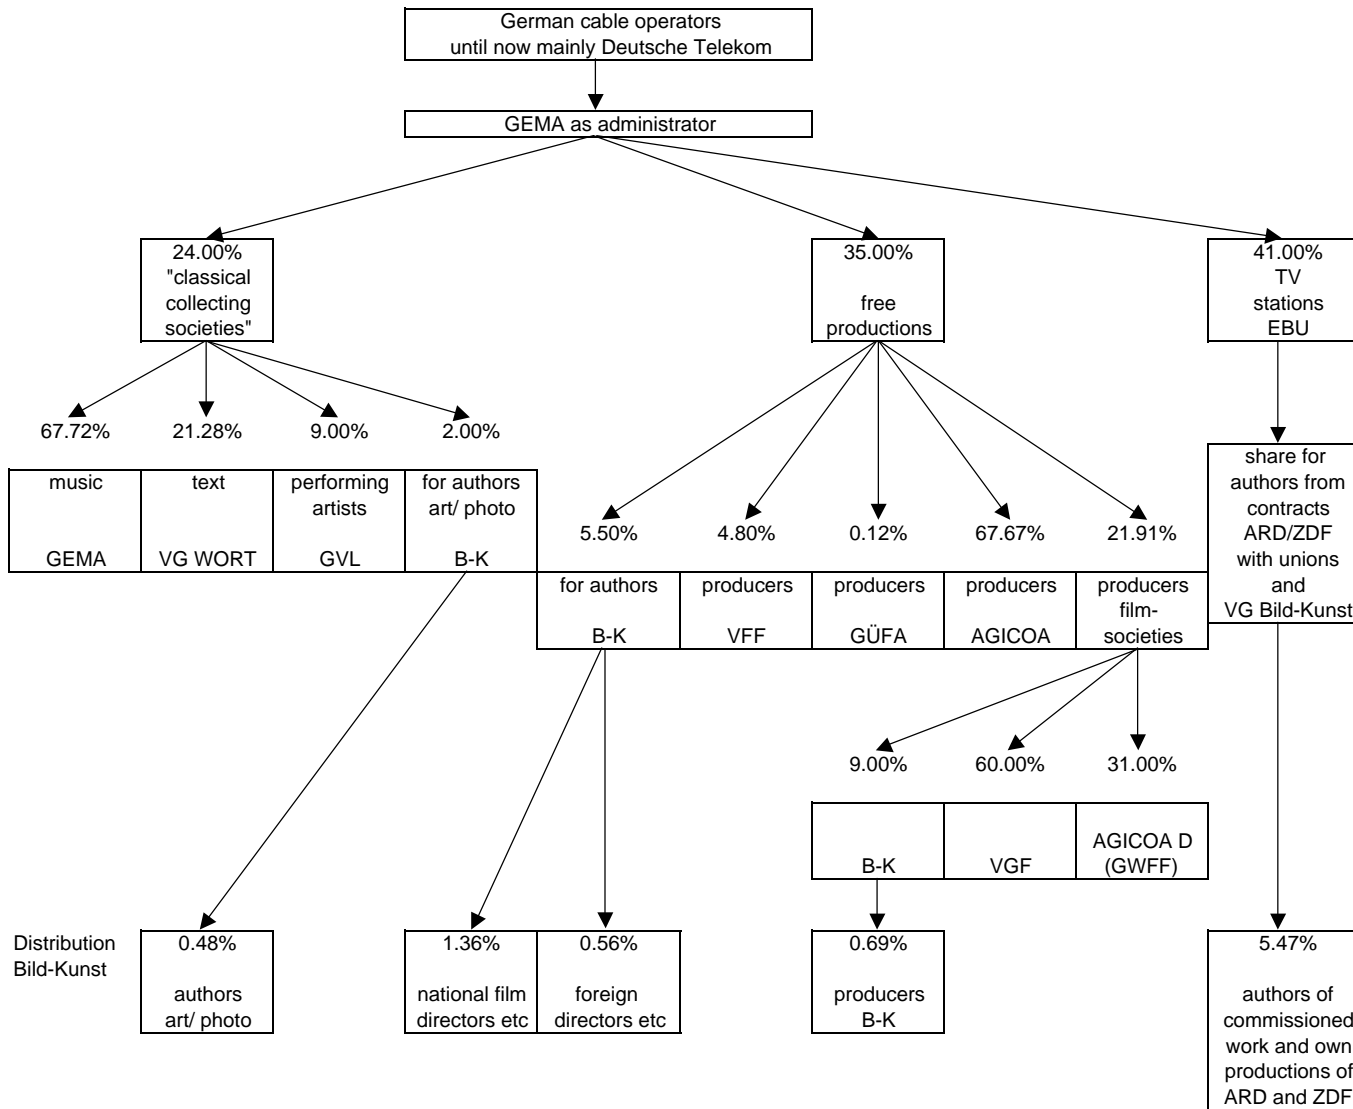 German cable operators
until now mainly Deutsche Telekom
GEMA as administrator
24.00%
"classical
collecting
societies"
35.00%
free
productions
41.00%
TV
stations
EBU
67.72%
21.28%
9.00%
2.00%
music
GEMA
text
VG WORT
performing
artists
GVL
for authors
art/ photo
B-K
5.50%
4.80%
0.12%
67.67%
21.91%
share for
authors from
contracts
ARD/ZDF
with unions
and
VG Bild-Kunst
for authors
B-K
producers
VFF
producers
GÜFA
producers
AGICOA
producers
film-
societies
9.00%
60.00%
31.00%
B-K
VGF
AGICOA D
(GWFF)
Distribution
Bild-Kunst
0.48%
authors
art/ photo
1.36%
national film
directors etc
0.56%
foreign
directors etc
0.69%
producers
B-K
5.47%
authors of
commissioned
work and own
productions of
ARD and ZDF